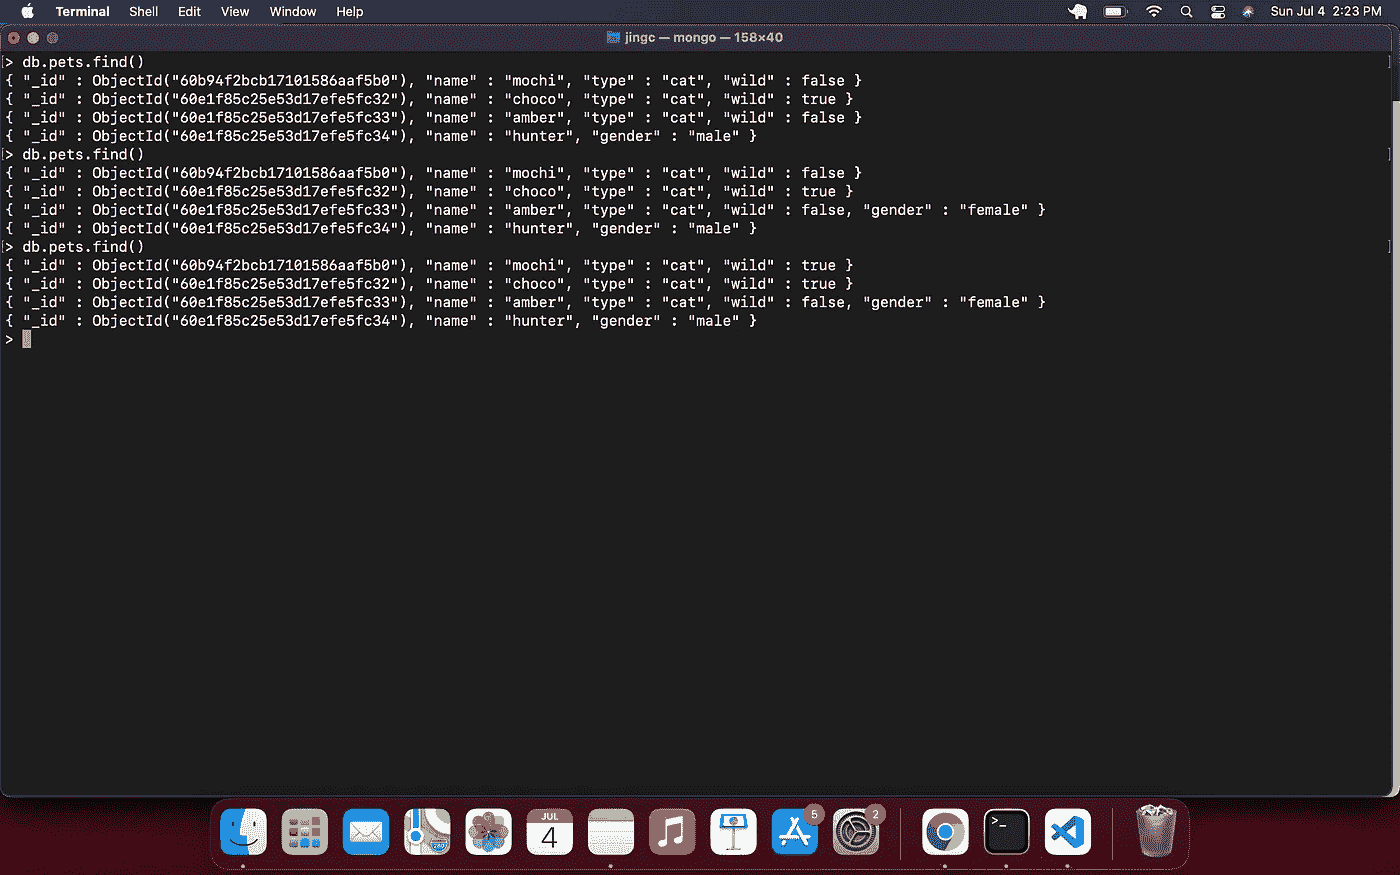 Terminal Shell Edit View Window Help Sun Jul 4 2:23 PM
jingc — mongo — 158×40
> db.pets.find()
{ "_id" : ObjectId("60b94f2bcb17101586aaf5b0"), "name" : "mochi", "type" : "cat", "wild" : false }
{ "_id" : ObjectId("60e1f85c25e53d17efe5fc32"), "name" : "choco", "type" : "cat", "wild" : true }
{ "_id" : ObjectId("60e1f85c25e53d17efe5fc33"), "name" : "amber", "type" : "cat", "wild" : false }
{ "_id" : ObjectId("60e1f85c25e53d17efe5fc34"), "name" : "hunter", "gender" : "male" }
> db.pets.find()
{ "_id" : ObjectId("60b94f2bcb17101586aaf5b0"), "name" : "mochi", "type" : "cat", "wild" : false }
{ "_id" : ObjectId("60e1f85c25e53d17efe5fc32"), "name" : "choco", "type" : "cat", "wild" : true }
{ "_id" : ObjectId("60e1f85c25e53d17efe5fc33"), "name" : "amber", "type" : "cat", "wild" : false, "gender" : "female" }
{ "_id" : ObjectId("60e1f85c25e53d17efe5fc34"), "name" : "hunter", "gender" : "male" }
> db.pets.find()
{ "_id" : ObjectId("60b94f2bcb17101586aaf5b0"), "name" : "mochi", "type" : "cat", "wild" : true }
{ "_id" : ObjectId("60e1f85c25e53d17efe5fc32"), "name" : "choco", "type" : "cat", "wild" : true }
{ "_id" : ObjectId("60e1f85c25e53d17efe5fc33"), "name" : "amber", "type" : "cat", "wild" : false, "gender" : "female" }
{ "_id" : ObjectId("60e1f85c25e53d17efe5fc34"), "name" : "hunter", "gender" : "male" }
>
JUL
4
5
2
>_